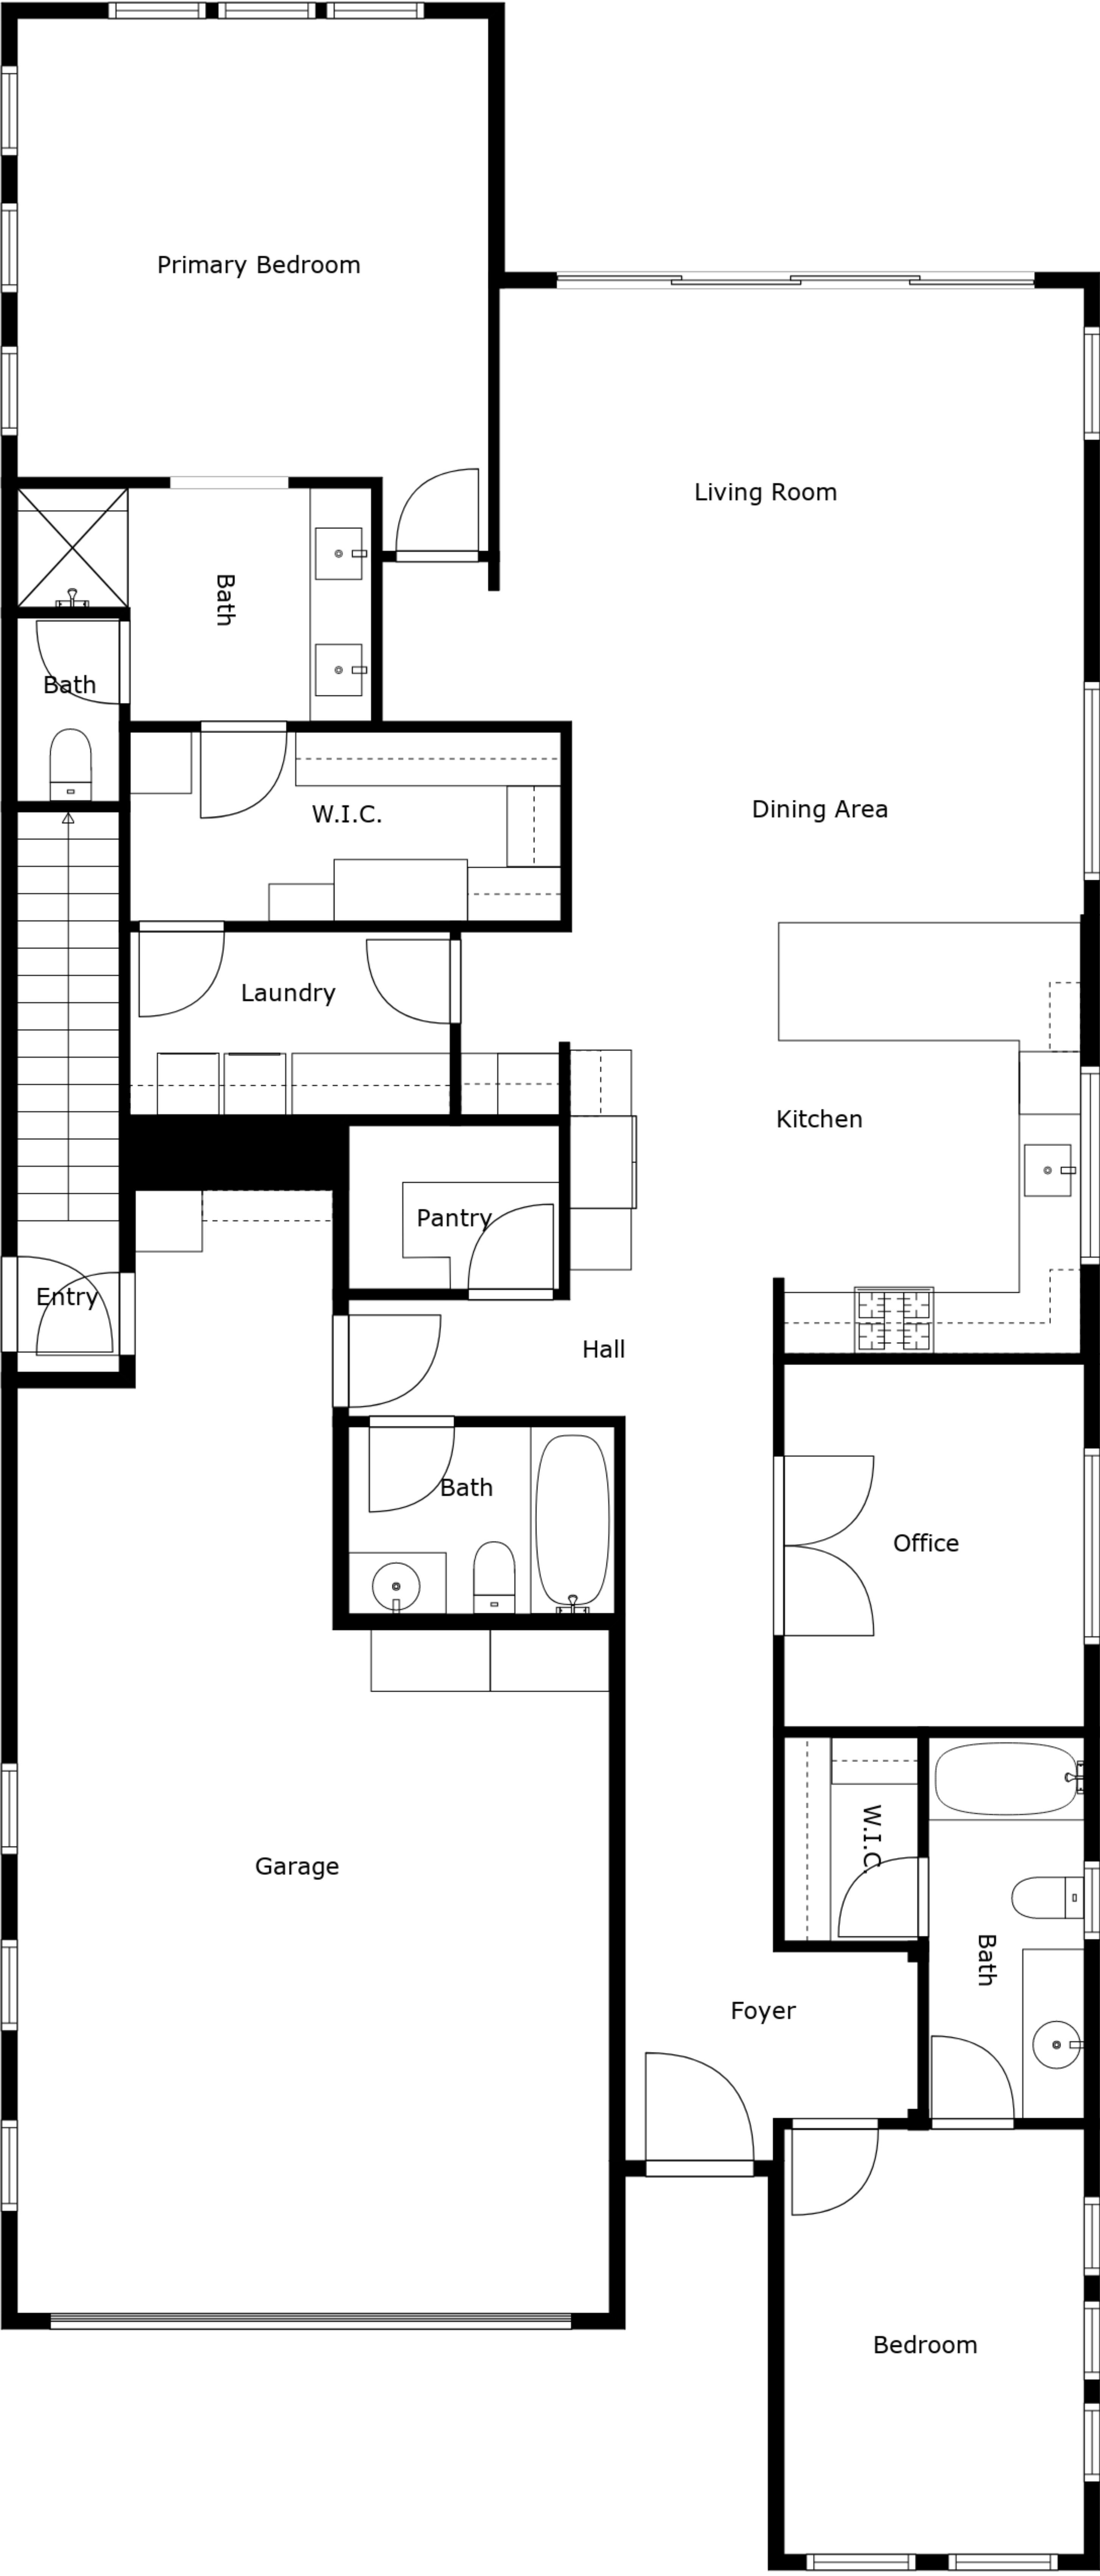 Primary Bedroom
Living Room
Bath
Bath
Dining Area
W.I.C.
Laundry
Kitchen
Pantry
Entry
Hall
Bath
Office
W.I.C.
Garage
Bath
Foyer
Bedroom